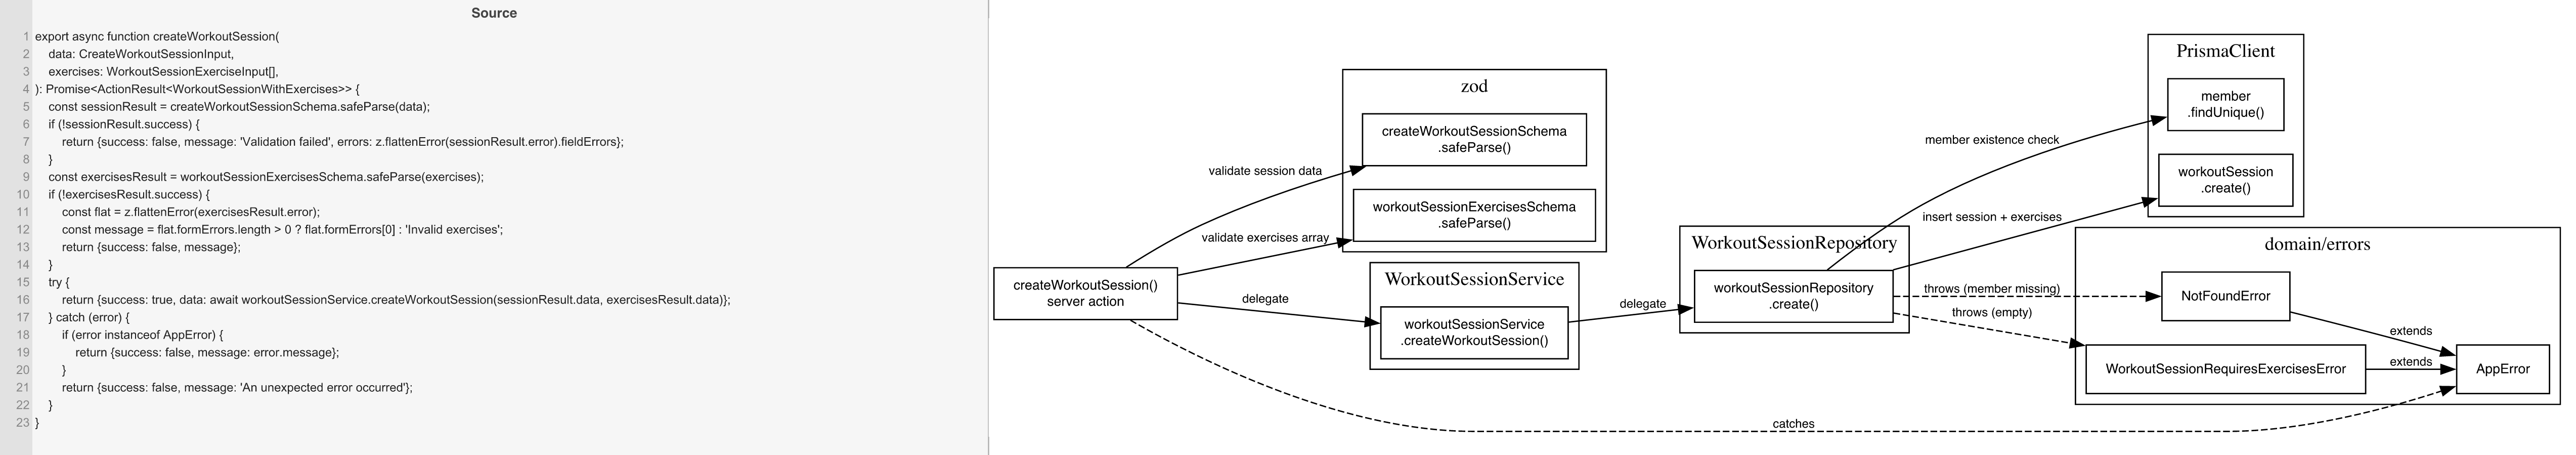 Source
1 export async function createWorkoutSession(
2 data: CreateWorkoutSessionInput,
3 exercises: WorkoutSessionExerciseInput[],
4 ): Promise<ActionResult<WorkoutSessionWithExercises>> {
5 const sessionResult = createWorkoutSessionSchema.safeParse(data);
6 if (!sessionResult.success) {
7 return {success: false, message: 'Validation failed', errors: z.flattenError(sessionResult.error).fieldErrors};
8 }
9 const exercisesResult = workoutSessionExercisesSchema.safeParse(exercises);
10 if (!exercisesResult.success) {
11 const flat = z.flattenError(exercisesResult.error);
12 const message = flat.formErrors.length > 0 ? flat.formErrors[0] : 'Invalid exercises';
13 return {success: false, message};
14 }
15 try {
16 return {success: true, data: await workoutSessionService.createWorkoutSession(sessionResult.data, exercisesResult.data)};
17 } catch (error) {
18 if (error instanceof AppError) {
19 return {success: false, message: error.message};
20 }
21 return {success: false, message: 'An unexpected error occurred'};
22 }
23 }
createWorkoutSession()
server action
validate session data
validate exercises array
delegate
catches
zod
createWorkoutSessionSchema
.safeParse()
workoutSessionExercisesSchema
.safeParse()
WorkoutSessionService
workoutSessionService
.createWorkoutSession()
delegate
WorkoutSessionRepository
workoutSessionRepository
.create()
member existence check
insert session + exercises
throws (member missing)
throws (empty)
PrismaClient
member
.findUnique()
workoutSession
.create()
domain/errors
NotFoundError
WorkoutSessionRequiresExercisesError
extends
extends
AppError